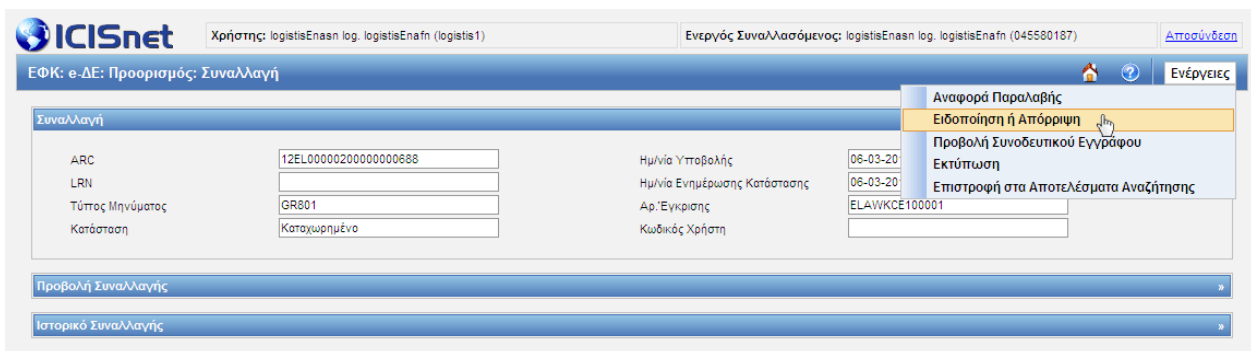 ICISnet Χρήστης: logistisEnasn log. logistisEnafn (logistis1) Ενεργός Συναλλασόμενος: logistisEnasn log. logistisEnafn (045580187) Αποσύνδεση
ΕΦΚ: e-ΔΕ: Προορισμός: Συναλλαγή Ενέργειες
Αναφορά Παραλαβής
Συναλλαγή Ειδοποίηση ή Απόρριψη
Προβολή Συνοδευτικού Εγγράφου
ARC 12EL00000200000000688 Ημ/νία Υποβολής 06-03-20 Εκτύπωση
LRN Ημ/νία Ενημέρωσης Κατάστασης 06-03-20 Επιστροφή στα Αποτελέσματα Αναζήτησης
Τύπος Μηνύματος GR801 Αρ.Έγκρισης ELAWKCE100001
Κατάσταση Καταχωρημένο Κωδικός Χρήστη
Προβολή Συναλλαγής »
Ιστορικό Συναλλαγής »